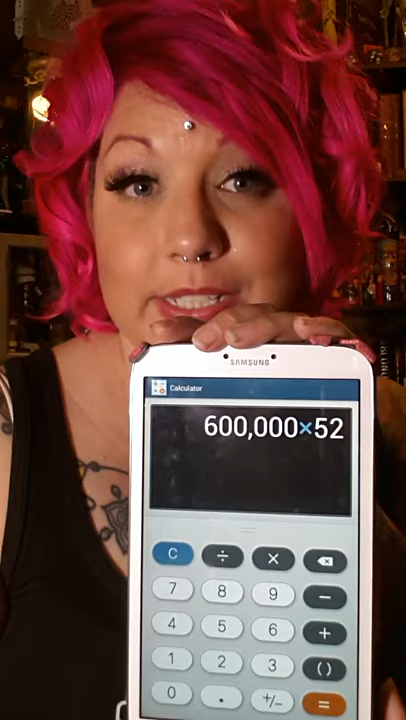 SAMSUNG
Calculator
600,000×52
C ÷ ×
7 8 9 −
4 5 6 +
1 2 3 ()
0 . +/− =